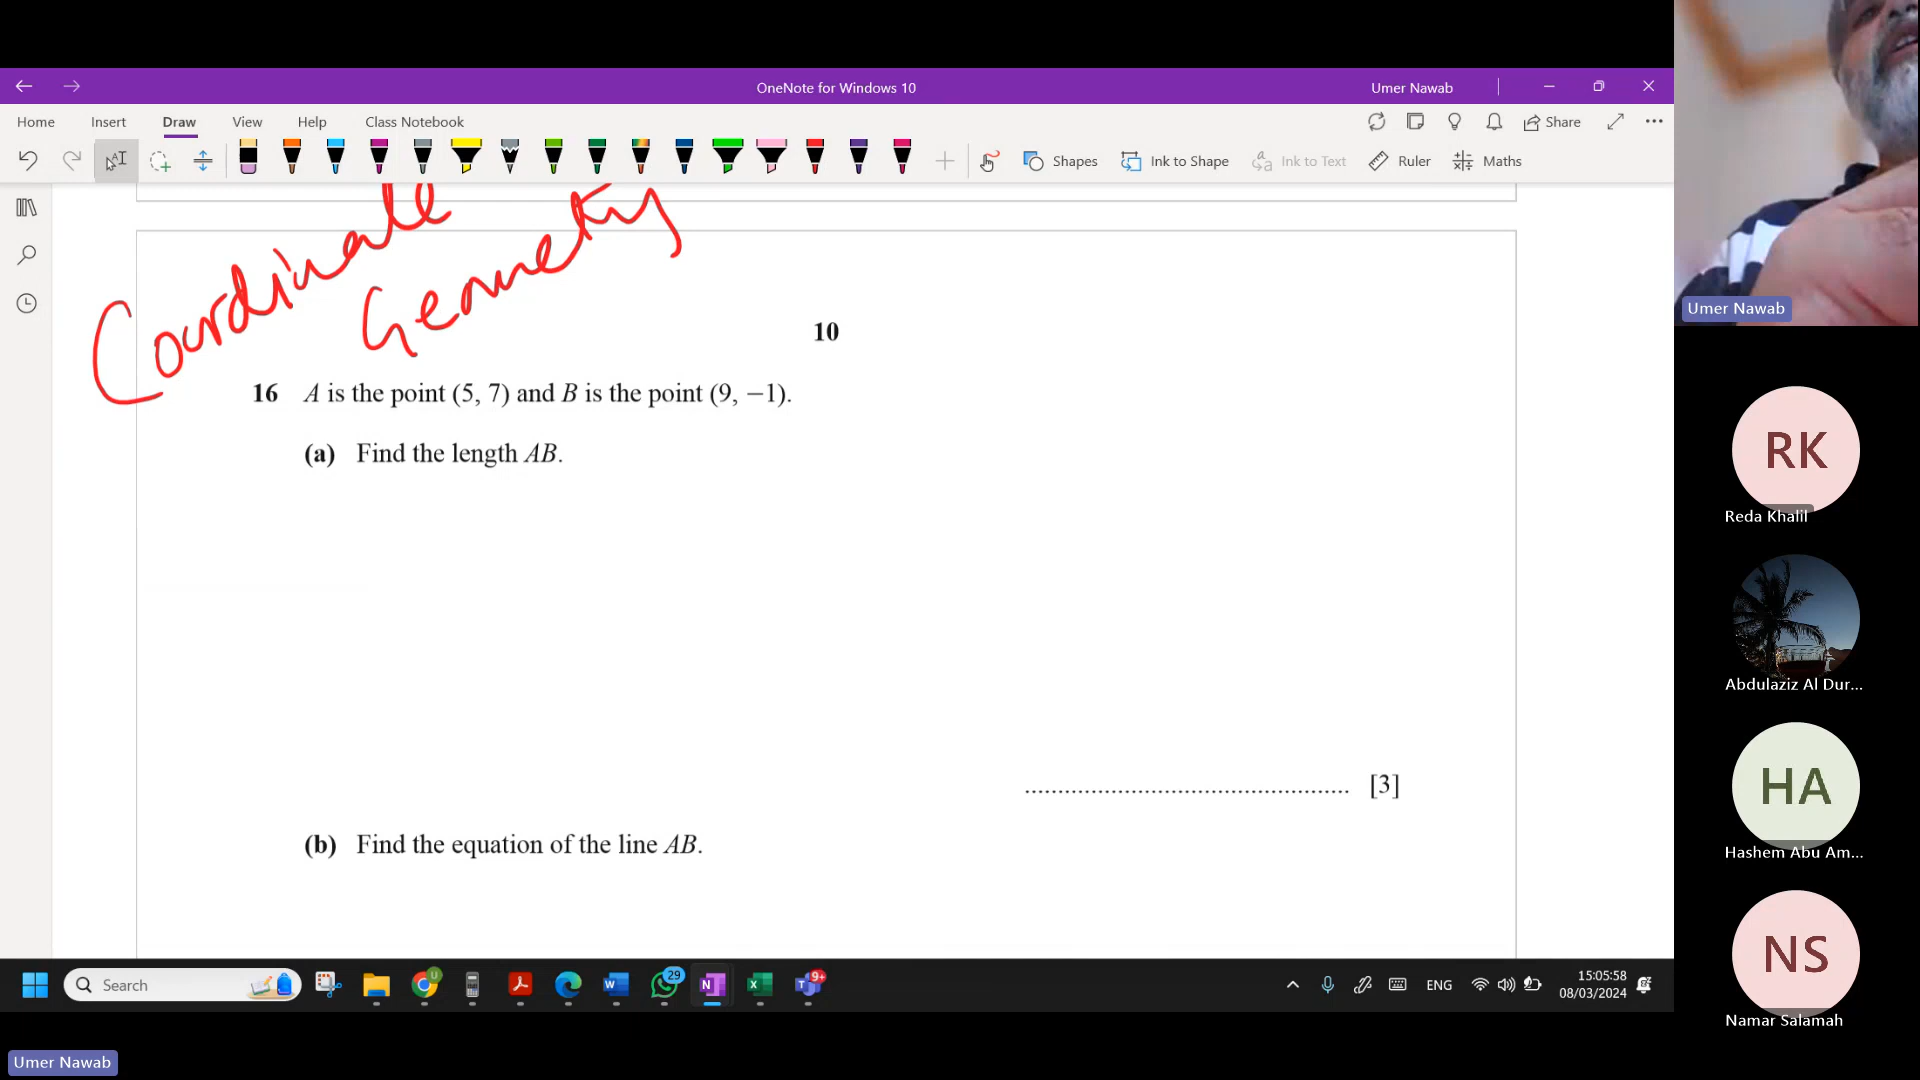 OneNote for Windows 10
Umer Nawab
Home Insert Draw View Help Class Notebook
Share
Shapes Ink to Shape Ink to Text Ruler Maths
Coordinate
Geometry
10
16 A is the point (5, 7) and B is the point (9, −1).
(a) Find the length AB.
................................................. [3]
(b) Find the equation of the line AB.
Search
29
9+
ENG
15:05:58
08/03/2024
Umer Nawab
Umer Nawab
RK
Reda Khalil
Abdulaziz Al Dur...
HA
Hashem Abu Am...
NS
Namar Salamah